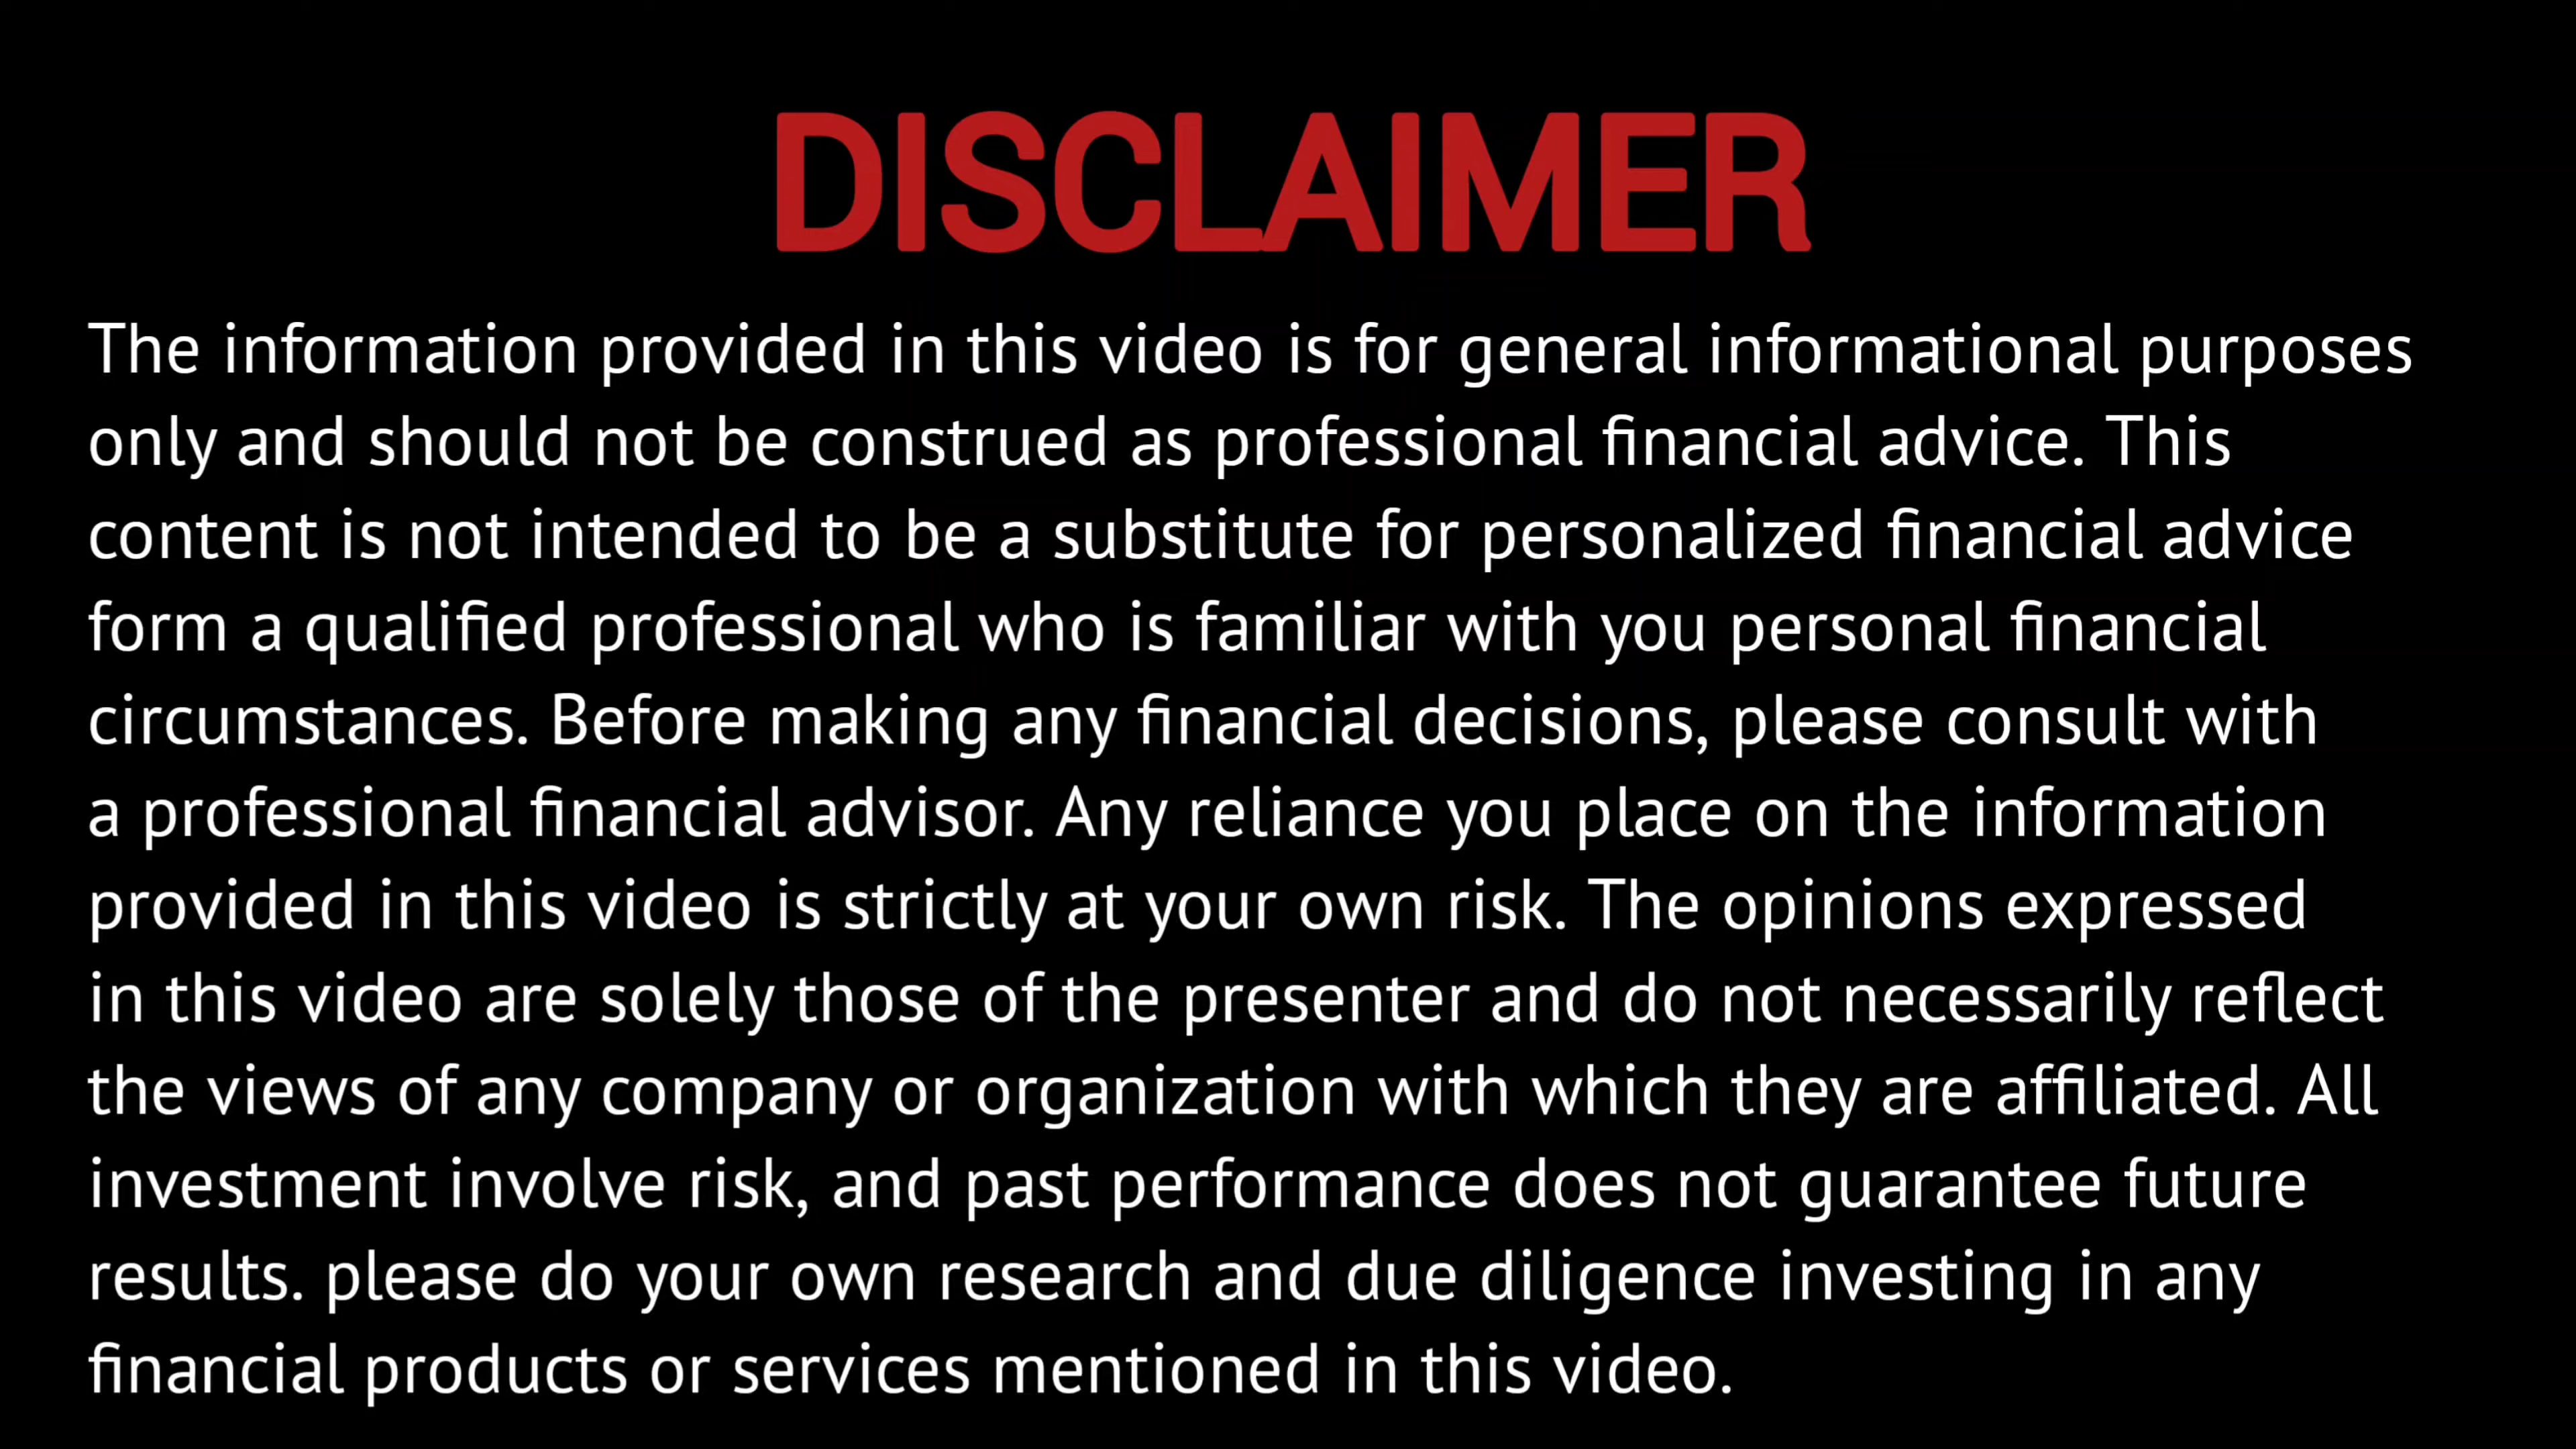 DISCLAIMER
The information provided in this video is for general informational purposes
only and should not be construed as professional financial advice. This
content is not intended to be a substitute for personalized financial advice
form a qualified professional who is familiar with you personal financial
circumstances. Before making any financial decisions, please consult with
a professional financial advisor. Any reliance you place on the information
provided in this video is strictly at your own risk. The opinions expressed
in this video are solely those of the presenter and do not necessarily reflect
the views of any company or organization with which they are affiliated. All
investment involve risk, and past performance does not guarantee future
results. please do your own research and due diligence investing in any
financial products or services mentioned in this video.